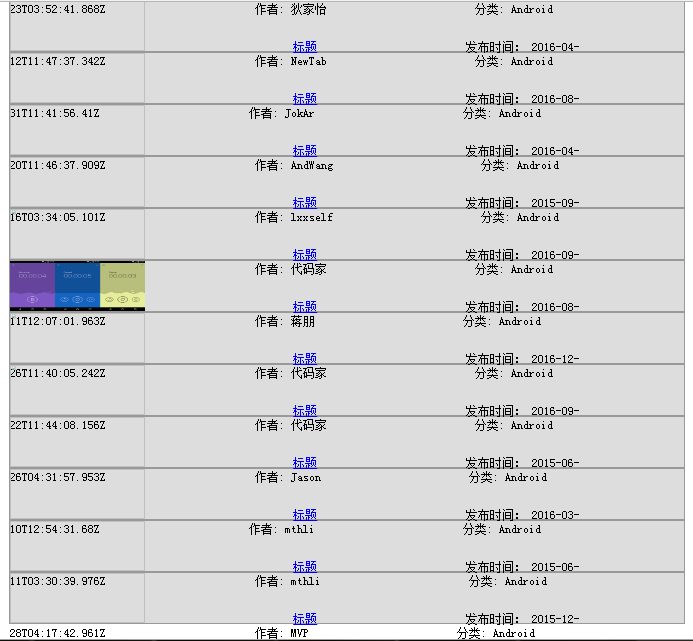 23T03:52:41.868Z 作者: 狄家怡 分类: Android
标题 发布时间: 2016-04-
12T11:47:37.342Z 作者: NewTab 分类: Android
标题 发布时间: 2016-08-
31T11:41:56.41Z 作者: JokAr 分类: Android
标题 发布时间: 2016-04-
20T11:46:37.909Z 作者: AndWang 分类: Android
标题 发布时间: 2015-09-
16T03:34:05.101Z 作者: lxxself 分类: Android
标题 发布时间: 2016-09-
作者: 代码家 分类: Android
标题 发布时间: 2016-08-
11T12:07:01.963Z 作者: 蒋朋 分类: Android
标题 发布时间: 2016-12-
26T11:40:05.242Z 作者: 代码家 分类: Android
标题 发布时间: 2016-09-
22T11:44:08.156Z 作者: 代码家 分类: Android
标题 发布时间: 2015-06-
26T04:31:57.953Z 作者: Jason 分类: Android
标题 发布时间: 2016-03-
10T12:54:31.68Z 作者: mthli 分类: Android
标题 发布时间: 2015-06-
11T03:30:39.976Z 作者: mthli 分类: Android
标题 发布时间: 2015-12-
28T04:17:42.961Z 作者: MVP 分类: Android